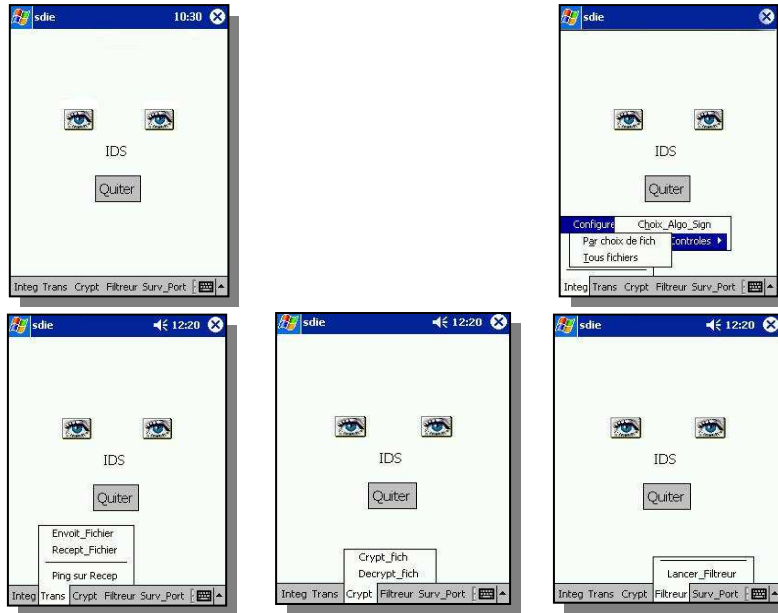 sdie 10:30
IDS
Quiter
Integ Trans Crypt Filtreur Surv_Port
sdie
IDS
Quiter
Configure Choix_Algo_Sign
Par choix de fich Controles
Tous fichiers
Integ Trans Crypt Filtreur Surv_Port
sdie 12:20
IDS
Quiter
Envoit_Fichier
Recept_Fichier
Ping sur Recep
Integ Trans Crypt Filtreur Surv_Port
sdie 12:20
IDS
Quiter
Crypt_fich
Decrypt_fich
Integ Trans Crypt Filtreur Surv_Port
sdie 12:20
IDS
Quiter
Lancer_Filtreur
Integ Trans Crypt Filtreur Surv_Port